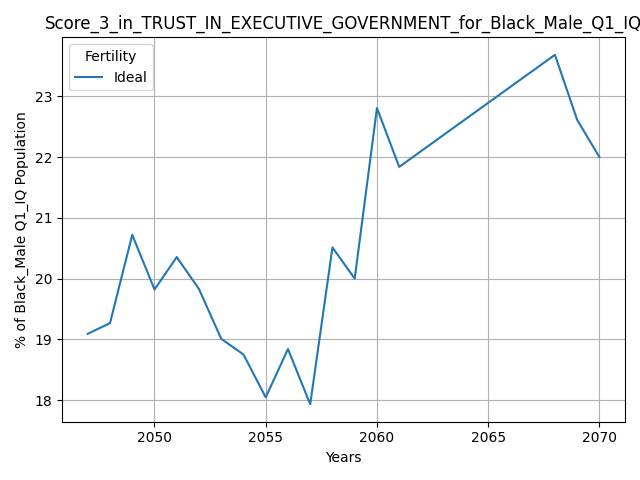 Score_3_in_TRUST_IN_EXECUTIVE_GOVERNMENT_for_Black_Male_Q1_IQ
Fertility
Ideal
% of Black_Male Q1_IQ Population
23
22
21
20
19
18
2050
2055
2060
2065
2070
Years